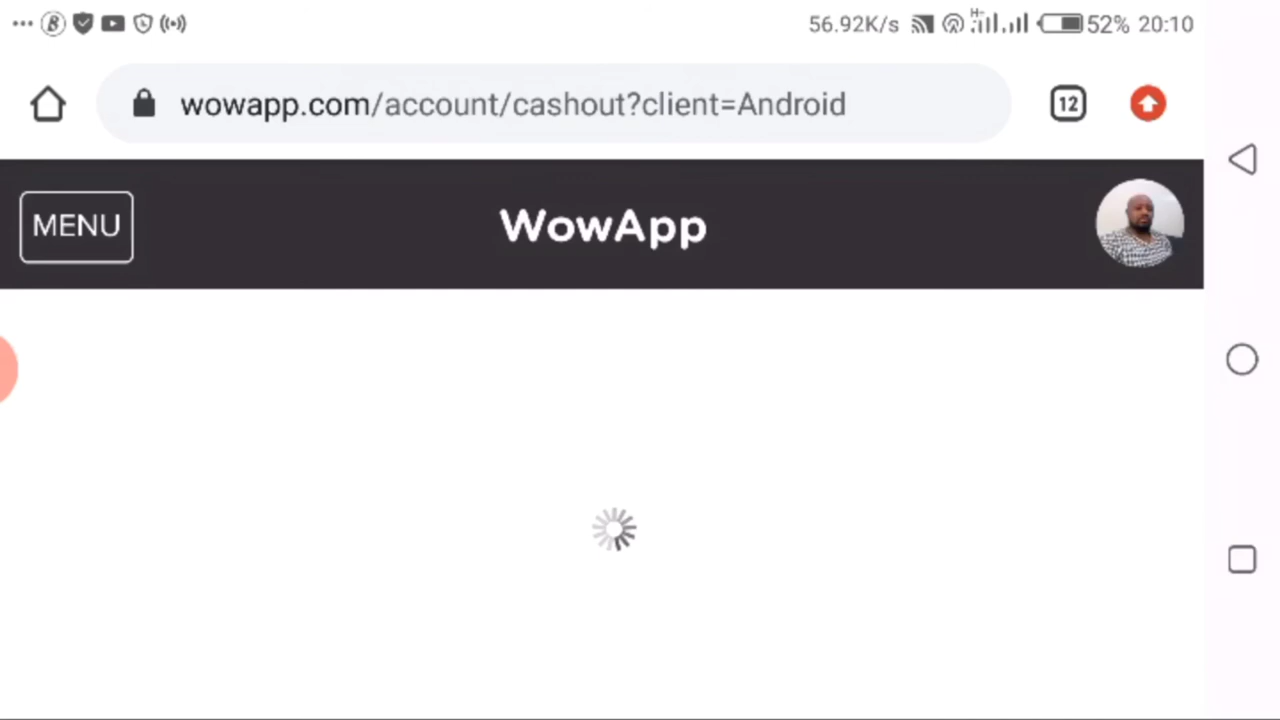 56.92K/s H+ 52% 20:10
wowapp.com/account/cashout?client=Android 12
MENU WowApp